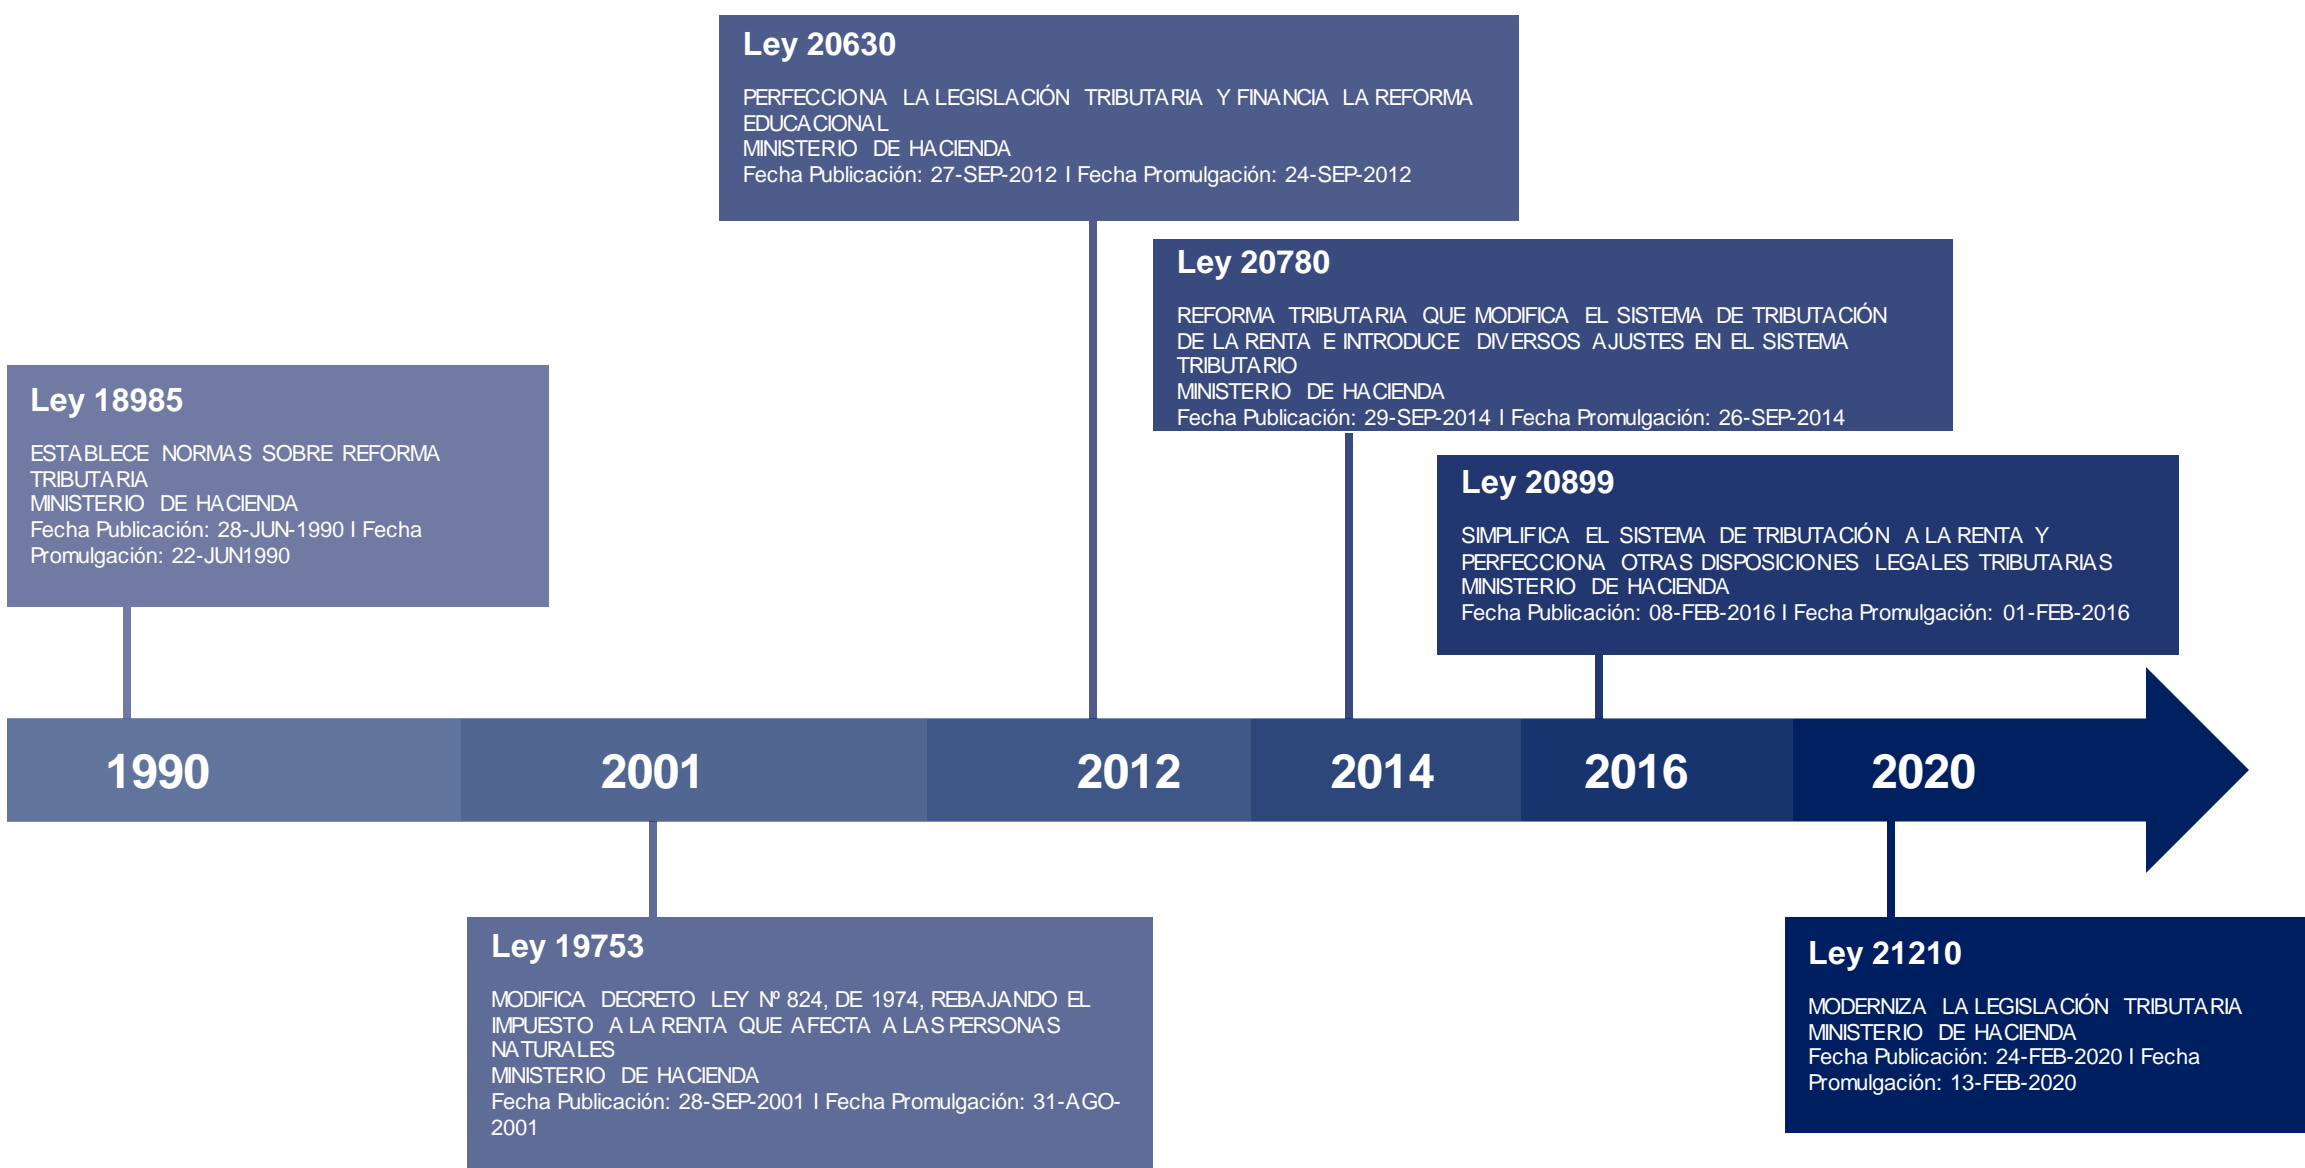 Ley 20630
PERFECCIONA LA LEGISLACIÓN TRIBUTARIA Y FINANCIA LA REFORMA
EDUCACIONAL
MINISTERIO DE HACIENDA
Fecha Publicación: 27-SEP-2012 I Fecha Promulgación: 24-SEP-2012
Ley 20780
REFORMA TRIBUTARIA QUE MODIFICA EL SISTEMA DE TRIBUTACIÓN
DE LA RENTA E INTRODUCE DIVERSOS AJUSTES EN EL SISTEMA
TRIBUTARIO
MINISTERIO DE HACIENDA
Fecha Publicación: 29-SEP-2014 I Fecha Promulgación: 26-SEP-2014
Ley 18985
ESTABLECE NORMAS SOBRE REFORMA
TRIBUTARIA
MINISTERIO DE HACIENDA
Fecha Publicación: 28-JUN-1990 I Fecha
Promulgación: 22-JUN1990
Ley 20899
SIMPLIFICA EL SISTEMA DE TRIBUTACIÓN A LA RENTA Y
PERFECCIONA OTRAS DISPOSICIONES LEGALES TRIBUTARIAS
MINISTERIO DE HACIENDA
Fecha Publicación: 08-FEB-2016 I Fecha Promulgación: 01-FEB-2016
1990
2001
2012
2014
2016
2020
Ley 19753
MODIFICA DECRETO LEY Nº 824, DE 1974, REBAJANDO EL
IMPUESTO A LA RENTA QUE AFECTA A LAS PERSONAS
NATURALES
MINISTERIO DE HACIENDA
Fecha Publicación: 28-SEP-2001 I Fecha Promulgación: 31-AGO-
2001
Ley 21210
MODERNIZA LA LEGISLACIÓN TRIBUTARIA
MINISTERIO DE HACIENDA
Fecha Publicación: 24-FEB-2020 I Fecha
Promulgación: 13-FEB-2020